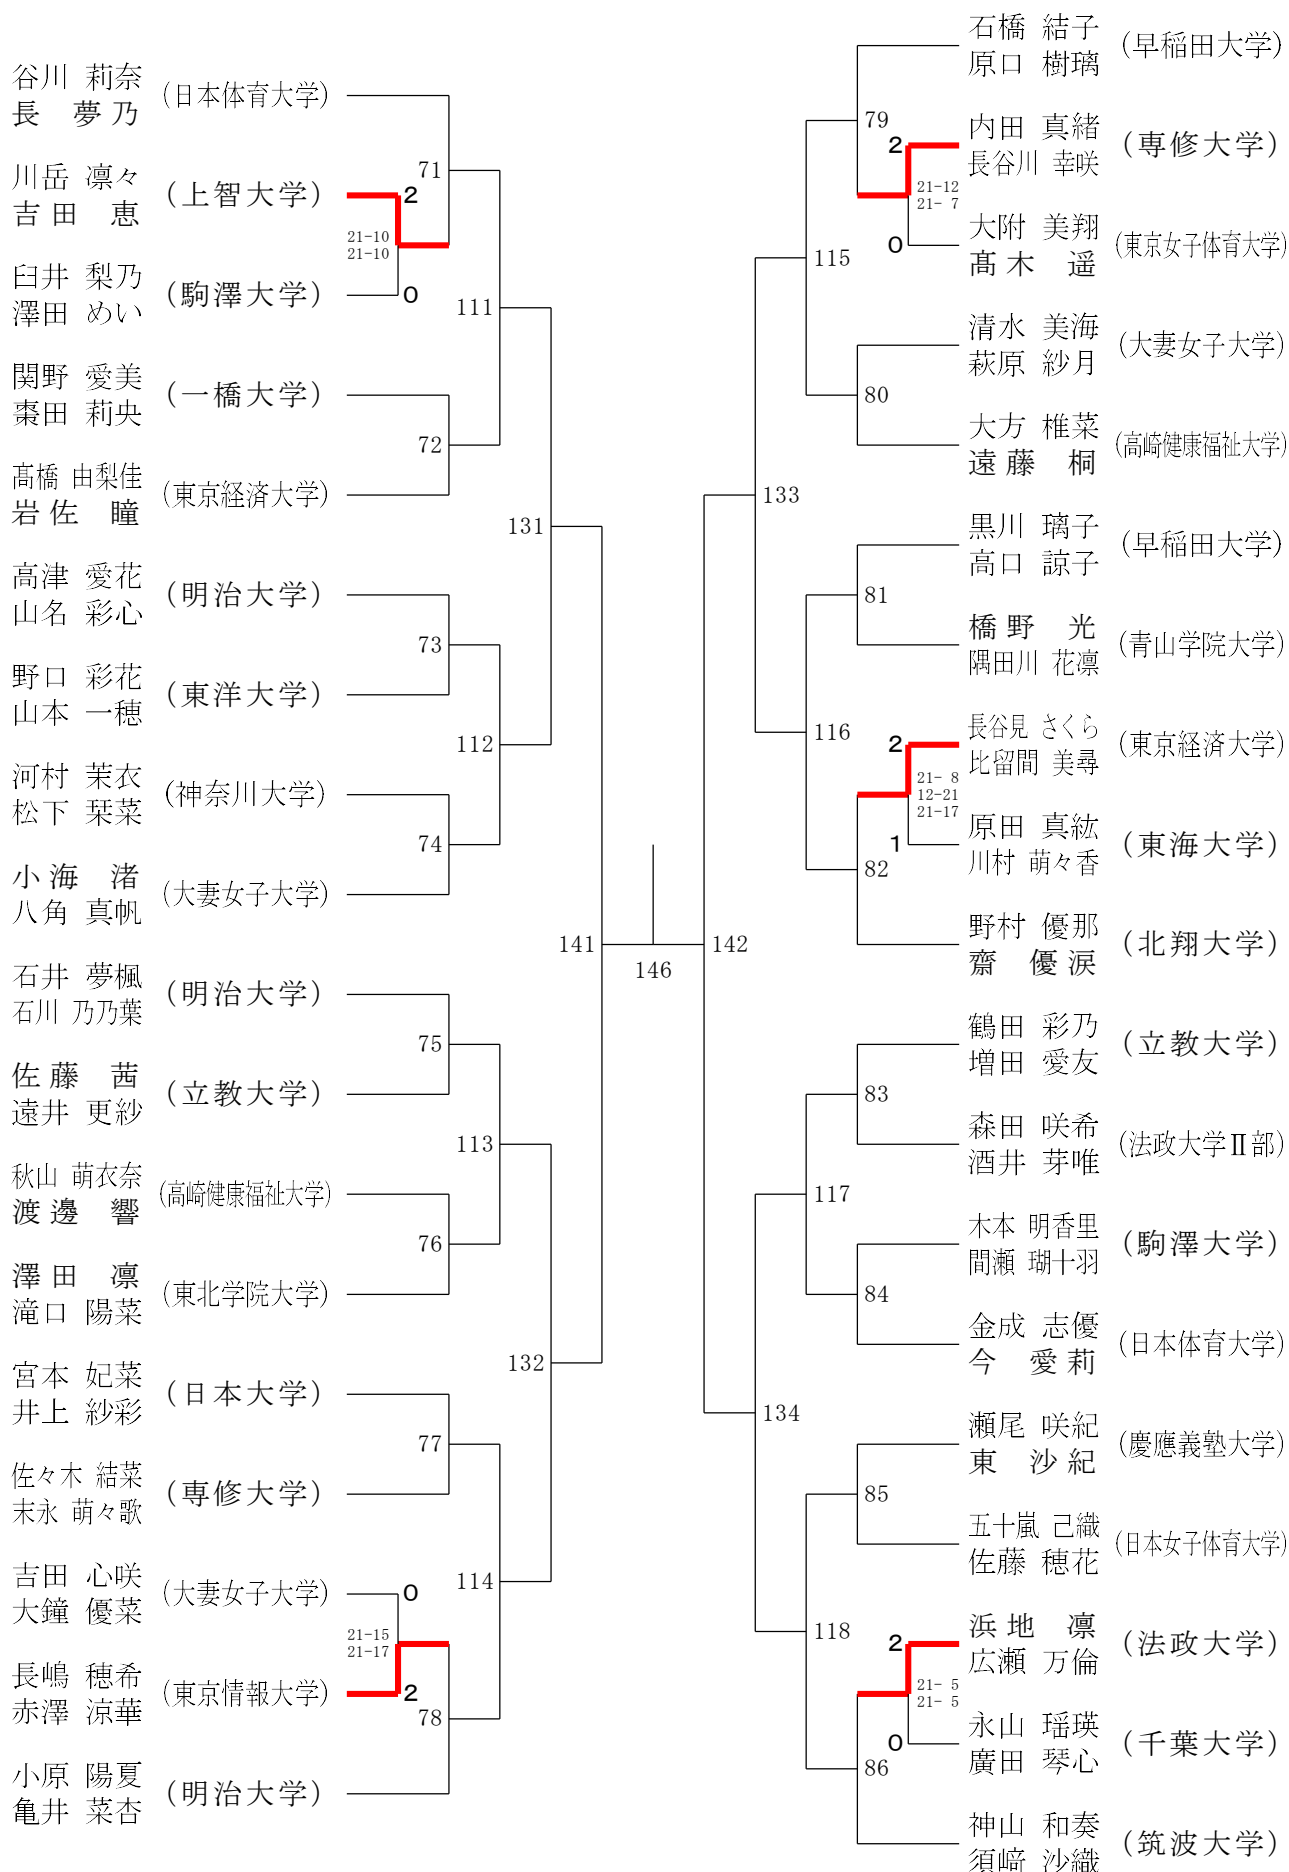 谷川 莉奈
長 夢乃
(日本体育大学)
川岳 凛々
吉田 恵
(上智大学)
2
21-10
21-10
臼井 梨乃
澤田 めい
(駒澤大学)
0
71
関野 愛美
棗田 莉央
(一橋大学)
72
髙橋 由梨佳
岩佐 瞳
(東京経済大学)
111
高津 愛花
山名 彩心
(明治大学)
73
野口 彩花
山本 一穂
(東洋大学)
112
河村 茉衣
松下 栞菜
(神奈川大学)
74
小海 渚
八角 真帆
(大妻女子大学)
131
石井 夢楓
石川 乃乃葉
(明治大学)
75
佐藤 茜
遠井 更紗
(立教大学)
113
秋山 萌衣奈
渡邊 響
(高崎健康福祉大学)
76
澤田 凛
滝口 陽菜
(東北学院大学)
132
宮本 妃菜
井上 紗彩
(日本大学)
77
佐々木 結菜
末永 萌々歌
(専修大学)
114
吉田 心咲
大鐘 優菜
(大妻女子大学)
0
21-15
21-17
長嶋 穂希
赤澤 涼華
(東京情報大学)
2
78
小原 陽夏
亀井 菜杏
(明治大学)
141
146
142
石橋 結子
原口 樹璃
(早稲田大学)
79
内田 真緒
長谷川 幸咲
(専修大学)
2
21-12
21- 7
大附 美翔
髙木 遥
(東京女子体育大学)
0
115
清水 美海
萩原 紗月
(大妻女子大学)
80
大方 椎菜
遠藤 桐
(高崎健康福祉大学)
133
黒川 璃子
高口 諒子
(早稲田大学)
81
橋野 光
隅田川 花凛
(青山学院大学)
116
長谷見 さくら
比留間 美尋
(東京経済大学)
2
21- 8
12-21
21-17
原田 真紘
川村 萌々香
(東海大学)
1
82
野村 優那
齋 優涙
(北翔大学)
鶴田 彩乃
増田 愛友
(立教大学)
83
森田 咲希
酒井 芽唯
(法政大学Ⅱ部)
117
木本 明香里
間瀬 瑚十羽
(駒澤大学)
84
金成 志優
今 愛莉
(日本体育大学)
134
瀬尾 咲紀
東 沙紀
(慶應義塾大学)
85
五十嵐 己織
佐藤 穂花
(日本女子体育大学)
118
浜地 凛
広瀬 万倫
(法政大学)
2
21- 5
21- 5
永山 瑶瑛
廣田 琴心
(千葉大学)
0
86
神山 和奏
須﨑 沙織
(筑波大学)